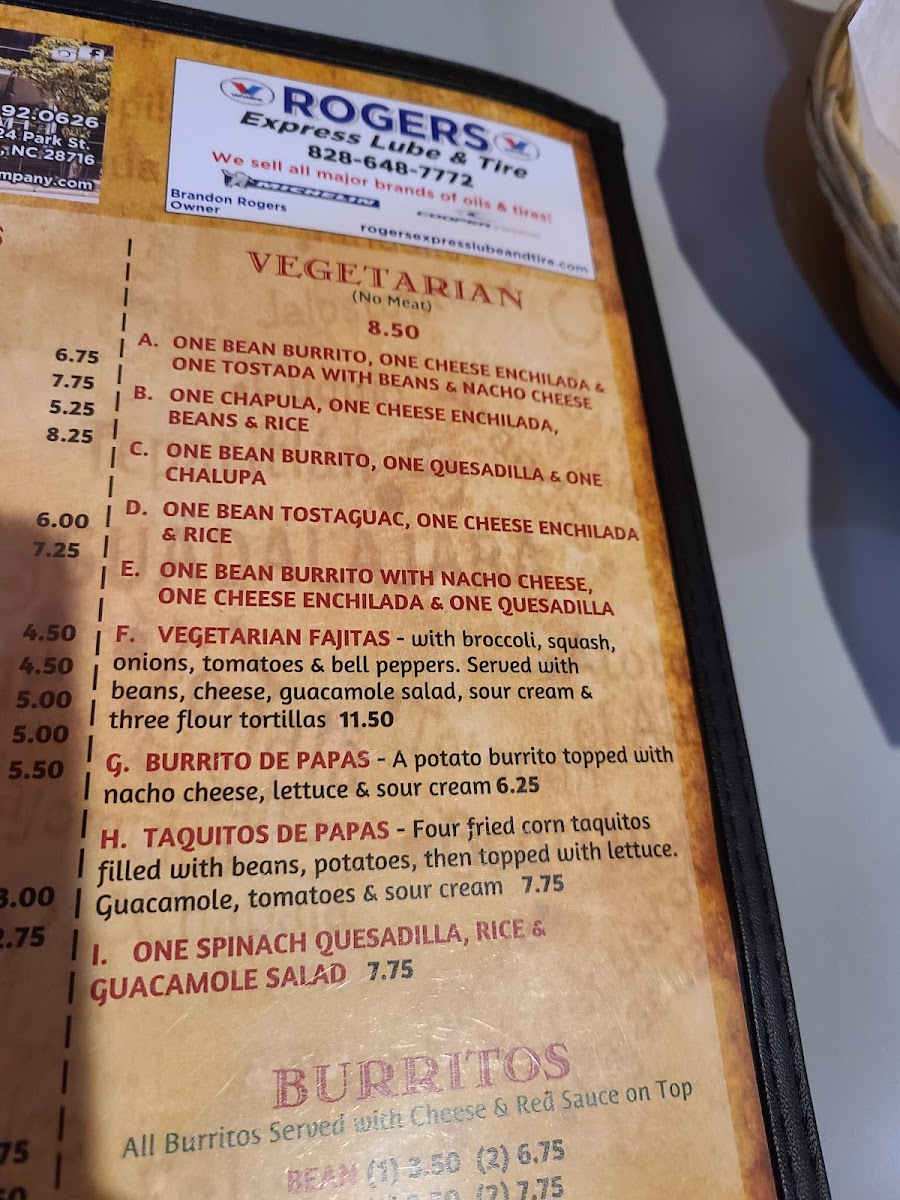 92.0626
24 Park St.
, NC 28716
mpany.com
Valvoline
ROGERS
Express Lube & Tire
828-648-7772
We sell all major brands of oils & tires!
MICHELIN
COOPER
Brandon Rogers
Owner
rogersexpresslubeandtire.com
S
6.75
7.75
5.25
8.25
6.00
7.25
4.50
4.50
5.00
5.00
5.50
2.75
75
VEGETARIAN
(No Meat)
8.50
A. ONE BEAN BURRITO, ONE CHEESE ENCHILADA &
ONE TOSTADA WITH BEANS & NACHO CHEESE
B. ONE CHAPULA, ONE CHEESE ENCHILADA,
BEANS & RICE
C. ONE BEAN BURRITO, ONE QUESADILLA & ONE
CHALUPA
D. ONE BEAN TOSTAGUAC, ONE CHEESE ENCHILADA
& RICE
E. ONE BEAN BURRITO WITH NACHO CHEESE,
ONE CHEESE ENCHILADA & ONE QUESADILLA
F. VEGETARIAN FAJITAS - with broccoli, squash,
onions, tomatoes & bell peppers. Served with
beans, cheese, guacamole salad, sour cream &
three flour tortillas 11.50
G. BURRITO DE PAPAS - A potato burrito topped with
nacho cheese, lettuce & sour cream 6.25
H. TAQUITOS DE PAPAS - Four fried corn taquitos
filled with beans, potatoes, then topped with lettuce.
Guacamole, tomatoes & sour cream 7.75
I. ONE SPINACH QUESADILLA, RICE &
GUACAMOLE SALAD 7.75
BURRITOS
All Burritos Served with Cheese & Red Sauce on Top
BEAN (1) 3.50 (2) 6.75
(2) 7.75